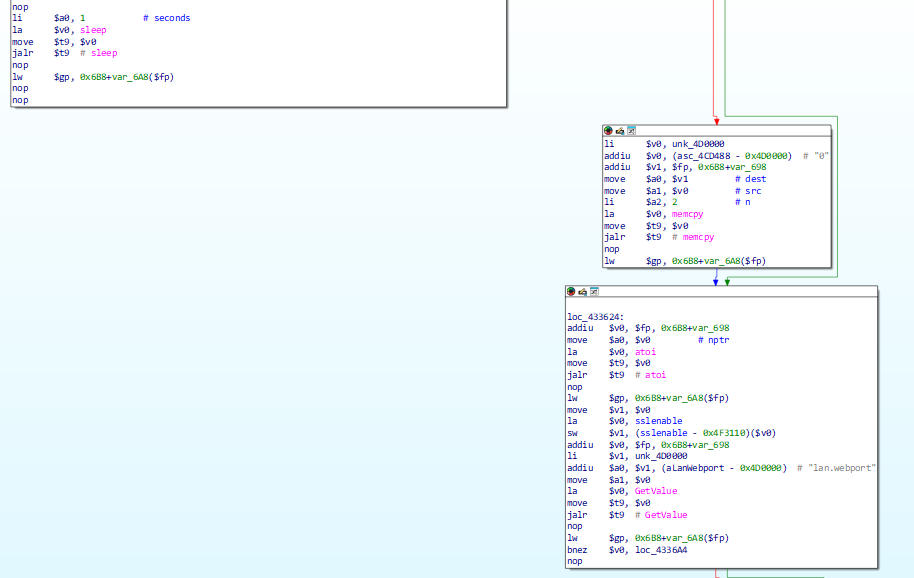 nop
li $a0, 1 # seconds
la $v0, sleep
move $t9, $v0
jalr $t9 # sleep
nop
lw $gp, 0x6B8+var_6A8($fp)
nop
nop
li $v0, unk_4D0000
addiu $v0, (asc_4CD488 - 0x4D0000) # "0"
addiu $v1, $fp, 0x6B8+var_698
move $a0, $v1 # dest
move $a1, $v0 # src
li $a2, 2 # n
la $v0, memcpy
move $t9, $v0
jalr $t9 # memcpy
nop
lw $gp, 0x6B8+var_6A8($fp)
loc_433624:
addiu $v0, $fp, 0x6B8+var_698
move $a0, $v0 # nptr
la $v0, atoi
move $t9, $v0
jalr $t9 # atoi
nop
lw $gp, 0x6B8+var_6A8($fp)
move $v1, $v0
la $v0, sslenable
sw $v1, (sslenable - 0x4F3110)($v0)
addiu $v0, $fp, 0x6B8+var_698
li $v1, unk_4D0000
addiu $a0, $v1, (aLanWebport - 0x4D0000) # "lan.webport"
move $a1, $v0
la $v0, GetValue
move $t9, $v0
jalr $t9 # GetValue
nop
lw $gp, 0x6B8+var_6A8($fp)
bnez $v0, loc_4336A4
nop